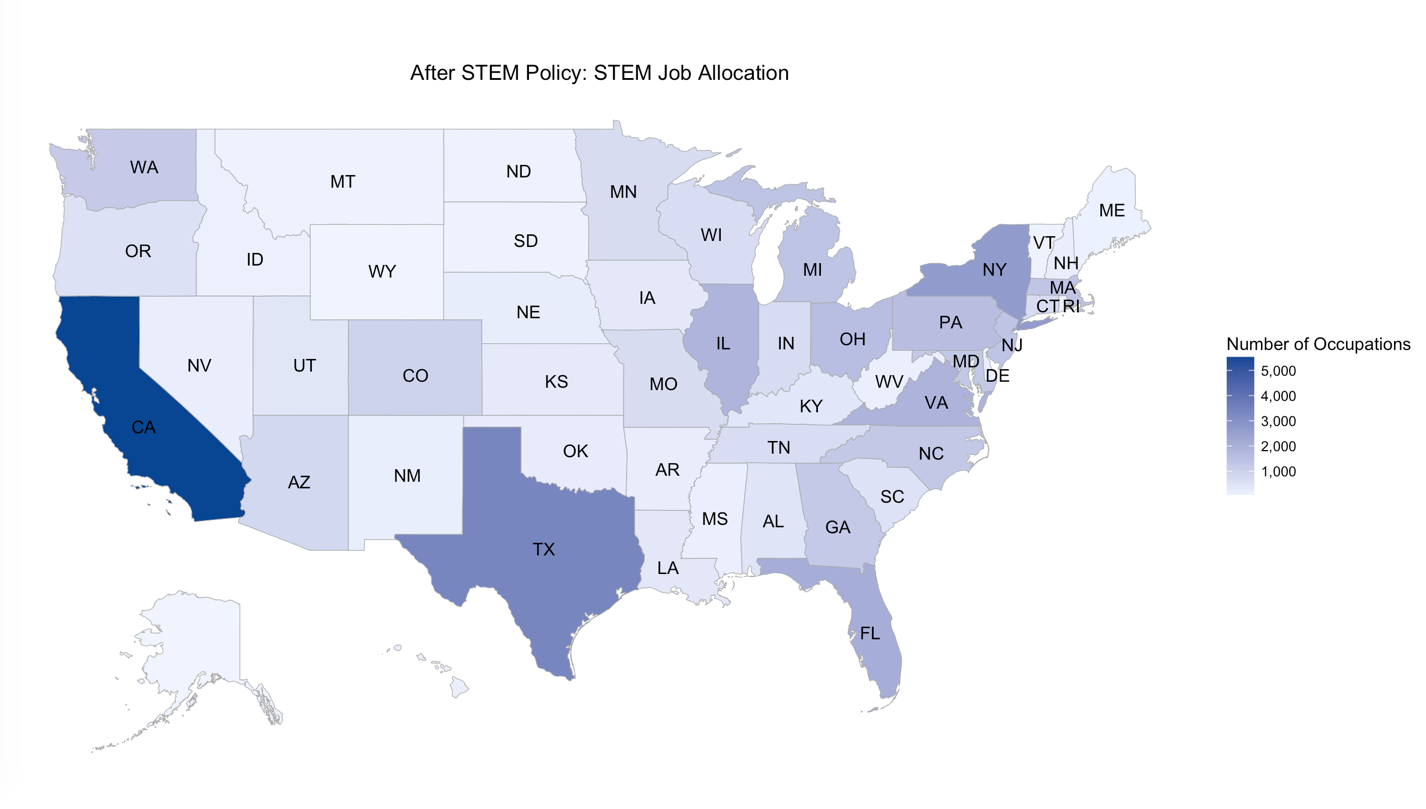 After STEM Policy: STEM Job Allocation
WA
MT
ND
MN
ME
OR
ID
WY
SD
WI
MI
NY
VT
NH
MA
CT
RI
NE
IA
PA
NV
UT
CO
KS
MO
IL
IN
OH
NJ
MD
DE
WV
VA
KY
CA
AZ
NM
OK
AR
TN
NC
SC
MS
AL
GA
TX
LA
FL
Number of Occupations
5,000
4,000
3,000
2,000
1,000